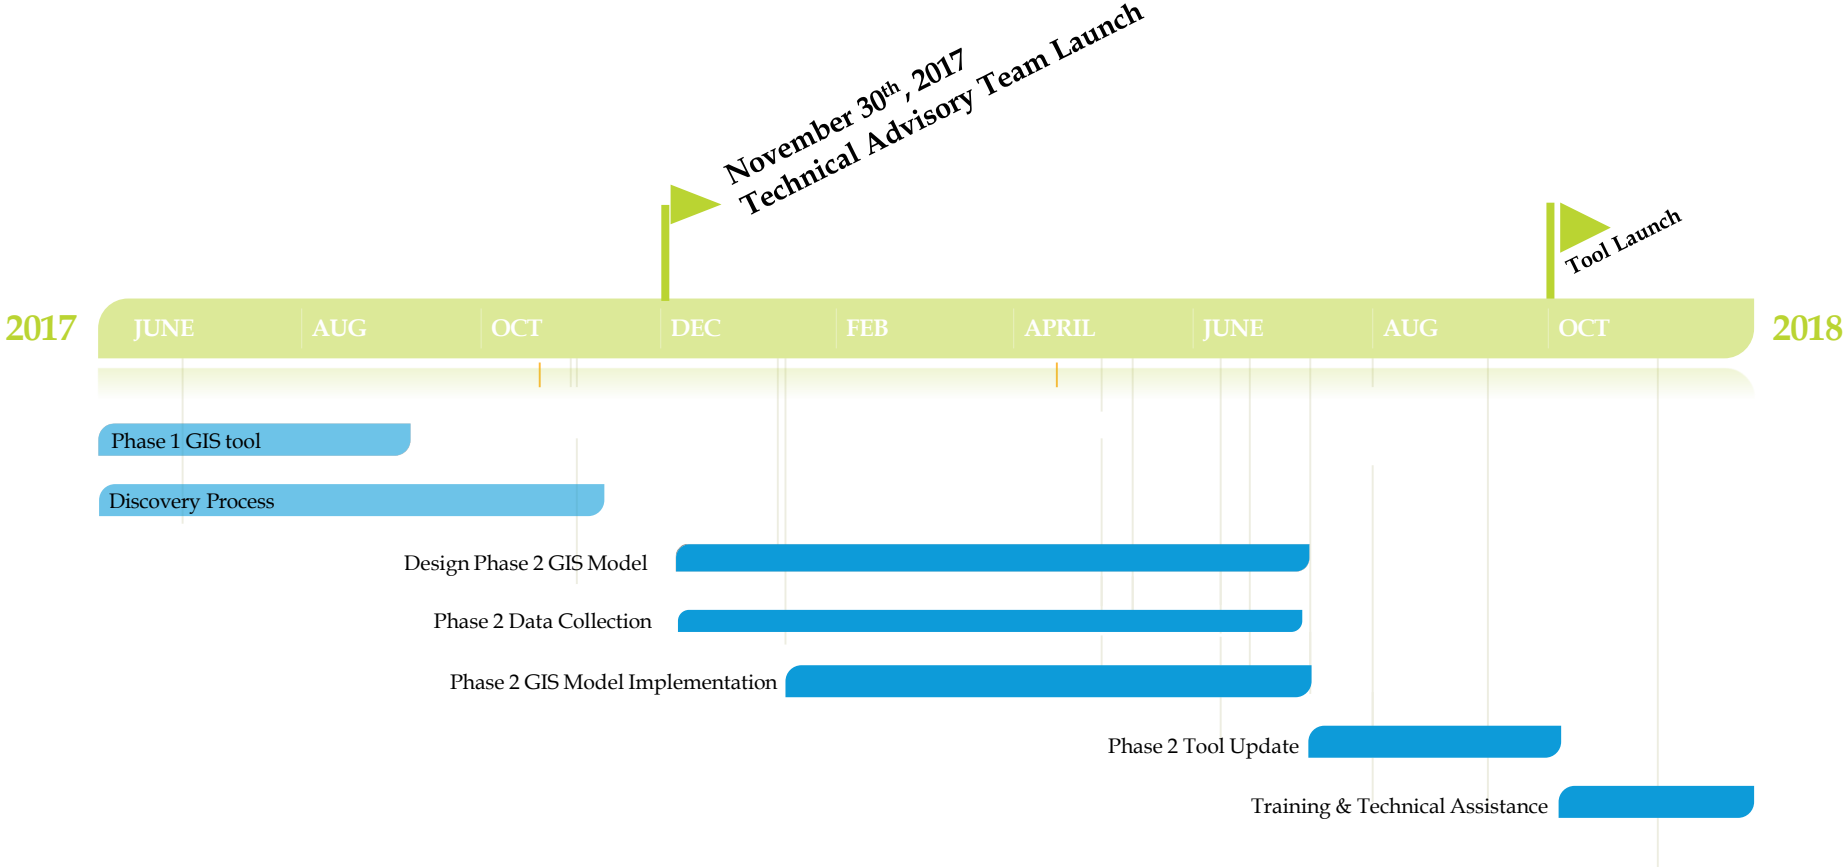 November 30th, 2017
Technical Advisory Team Launch
Tool Launch
2017
JUNE
AUG
OCT
DEC
FEB
APRIL
JUNE
AUG
OCT
2018
Phase 1 GIS tool
Discovery Process
Design Phase 2 GIS Model
Phase 2 Data Collection
Phase 2 GIS Model Implementation
Phase 2 Tool Update
Training & Technical Assistance